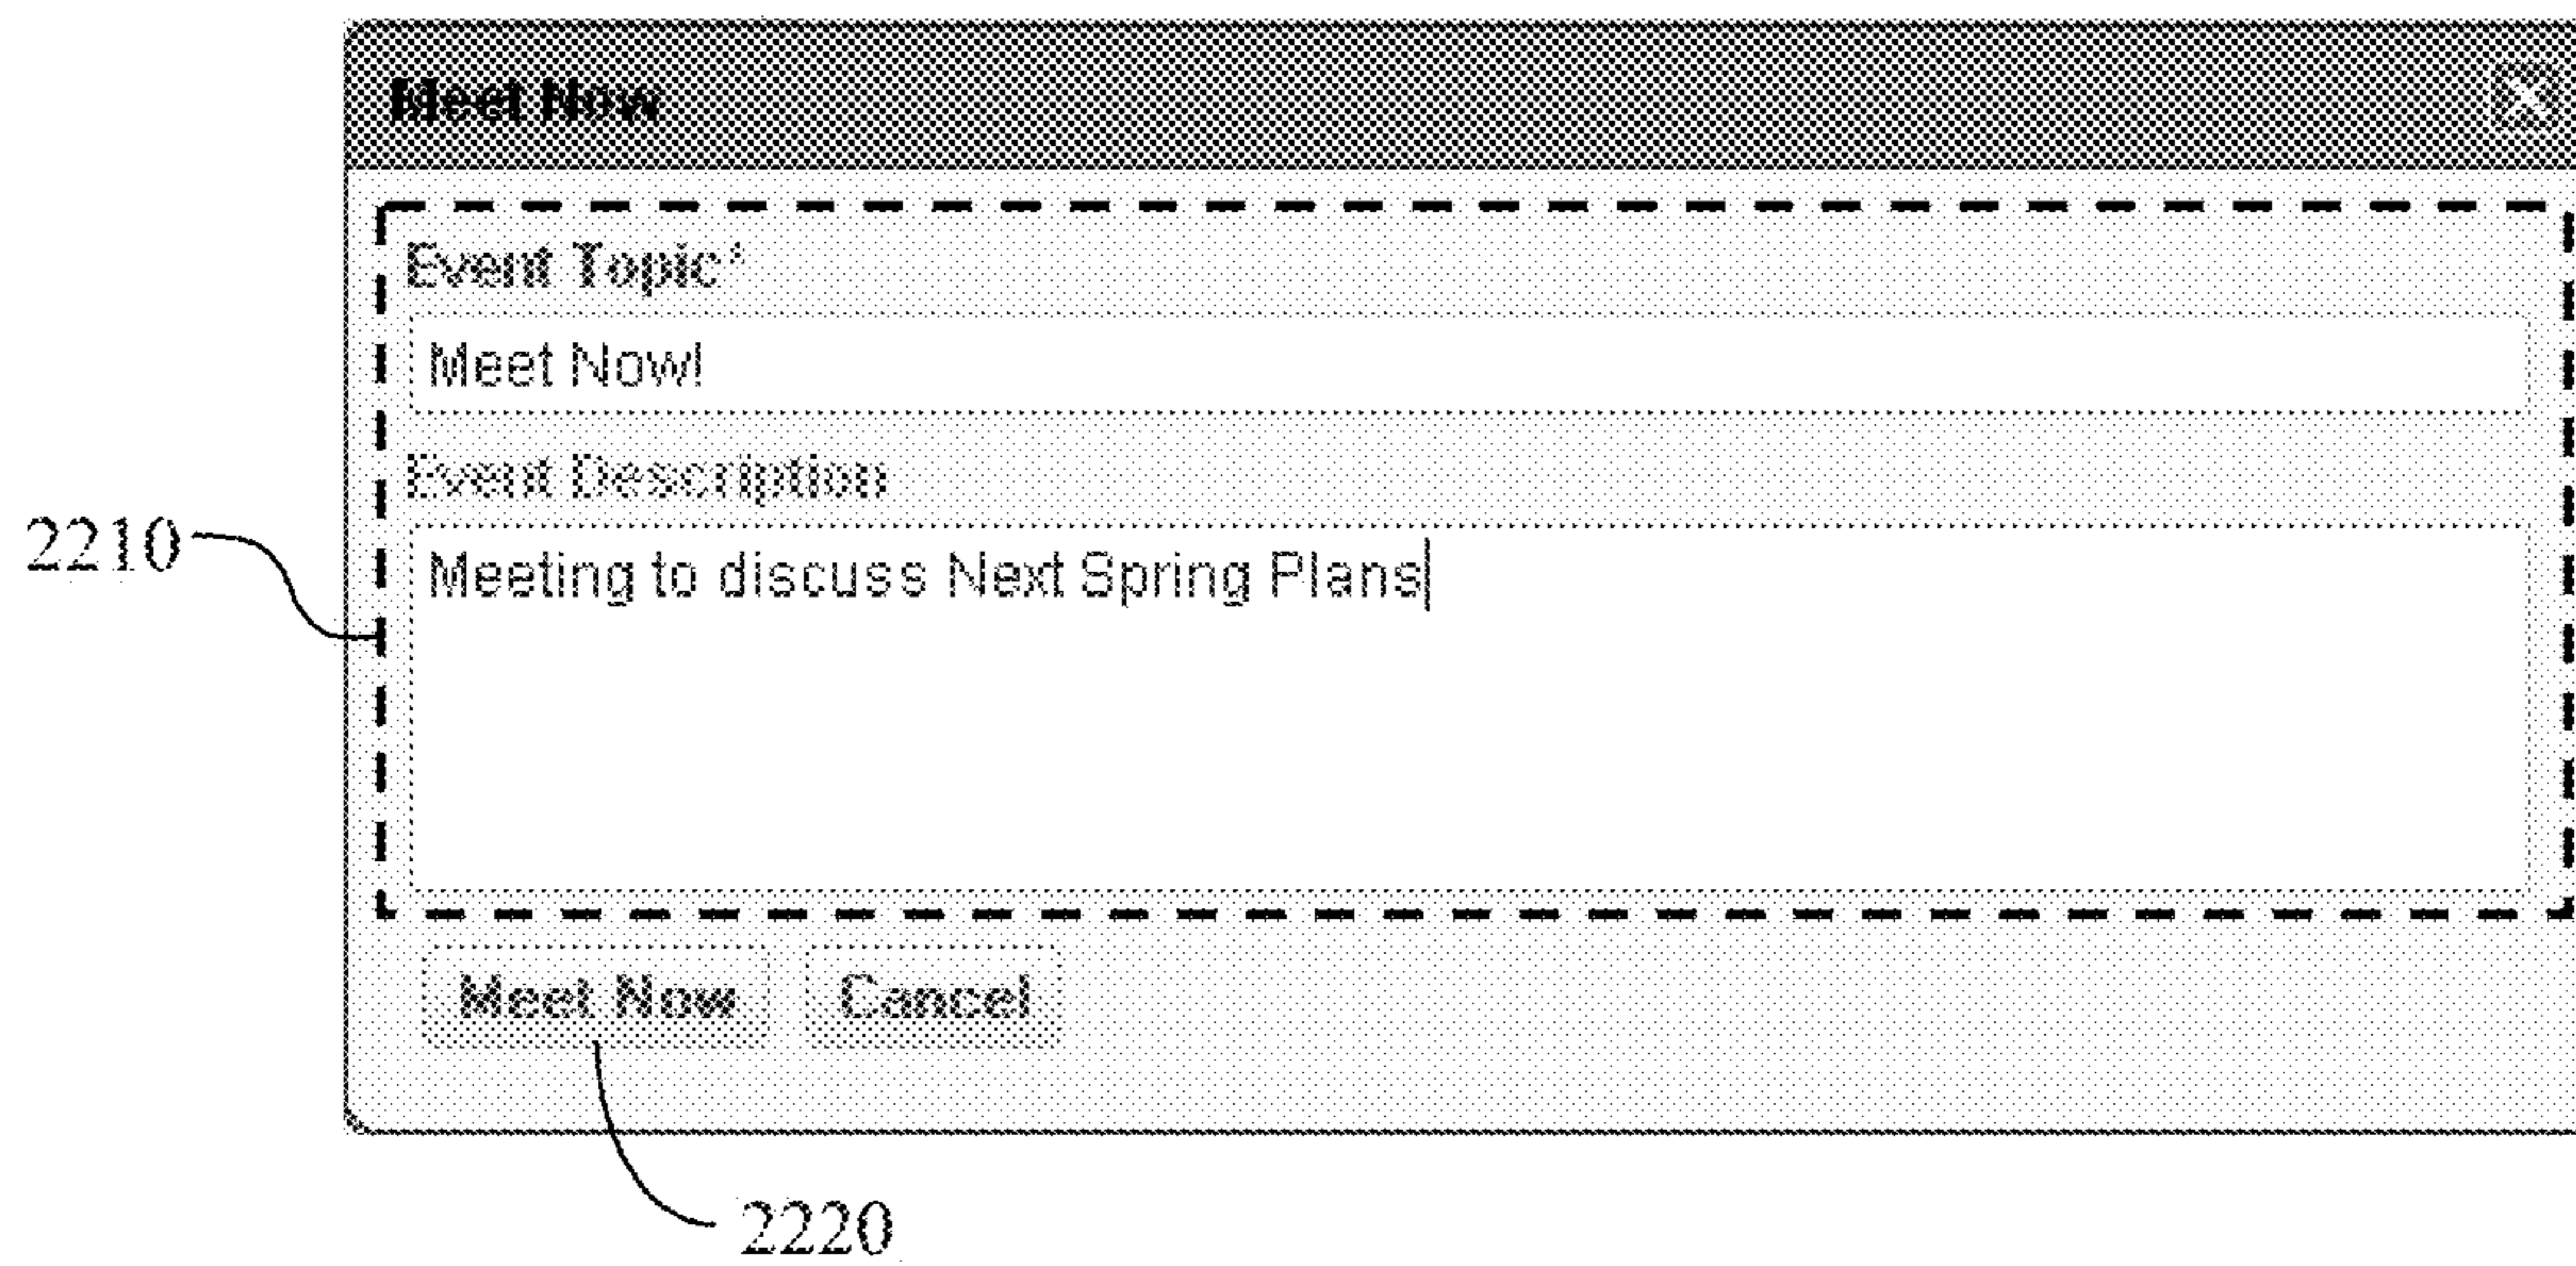 Meet Now
Event Topic*
Meet Now!
Event Description
2210
Meeting to discuss Next Spring Plans
Meet Now Cancel
2220